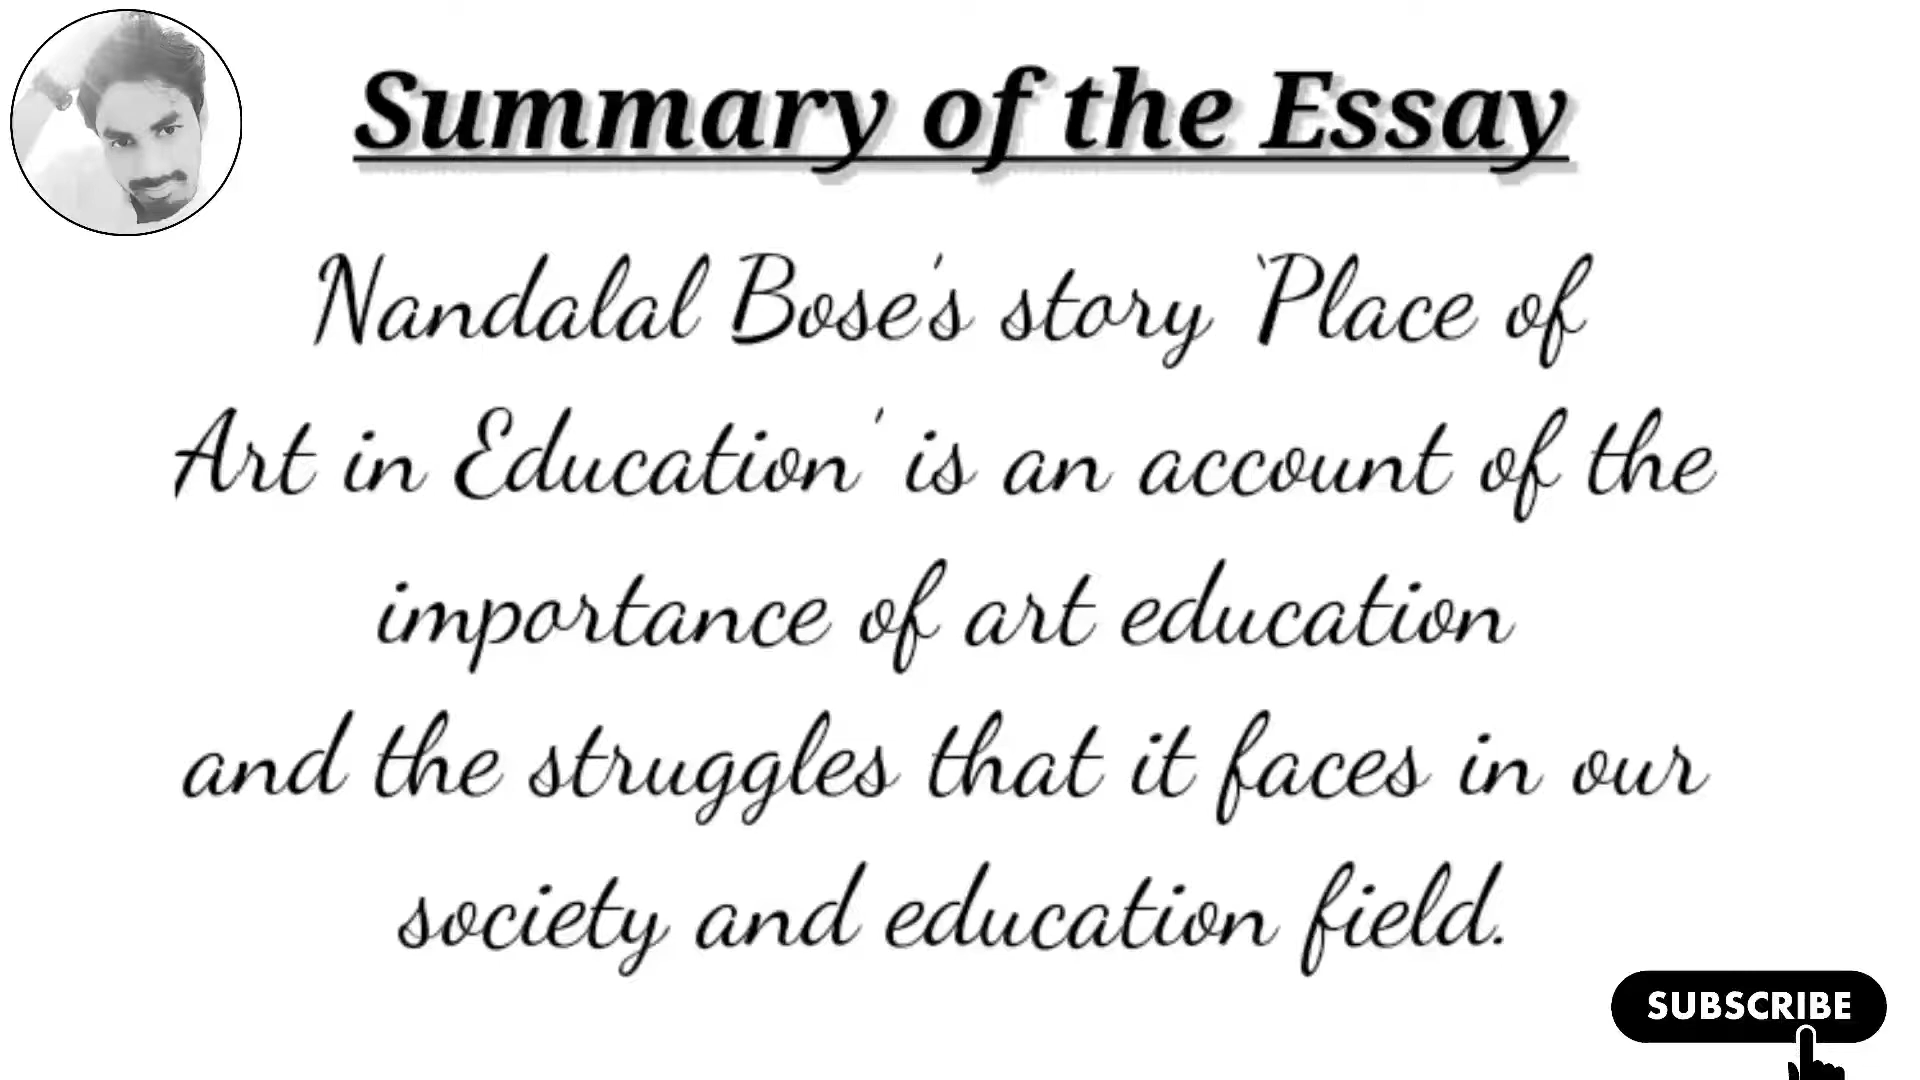 Summary of the Essay
Nandalal Bose's story 'Place of
Art in Education' is an account of the
importance of art education
and the struggles that it faces in our
society and education field.
SUBSCRIBE